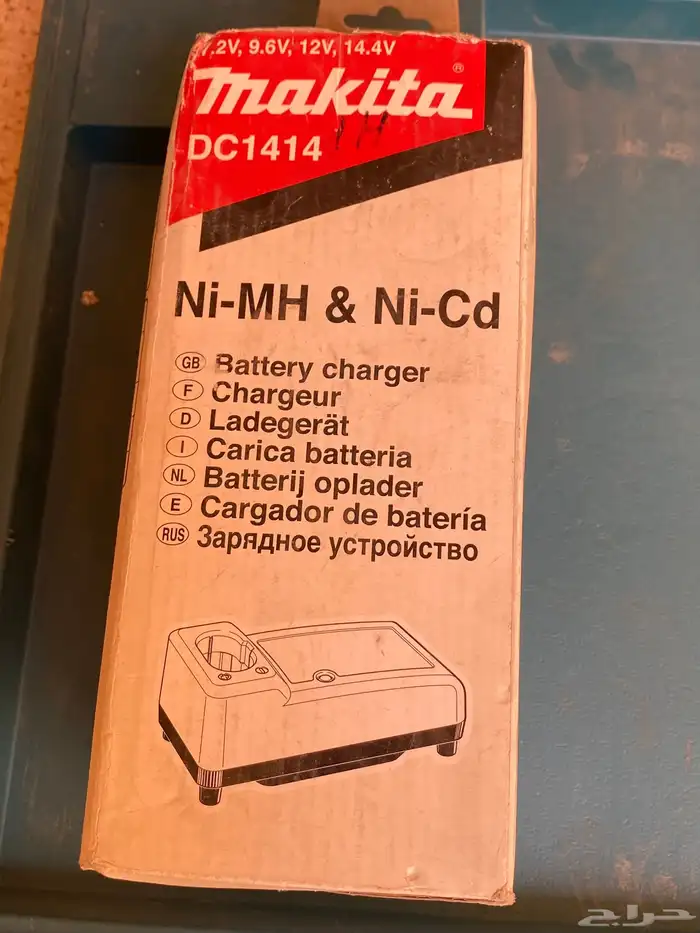 7.2V, 9.6V, 12V, 14.4V
makita®
DC1414
Ni-MH & Ni-Cd
GB Battery charger
F Chargeur
D Ladegerät
I Carica batteria
NL Batterij oplader
E Cargador de batería
RUS Зарядное устройство
حراج